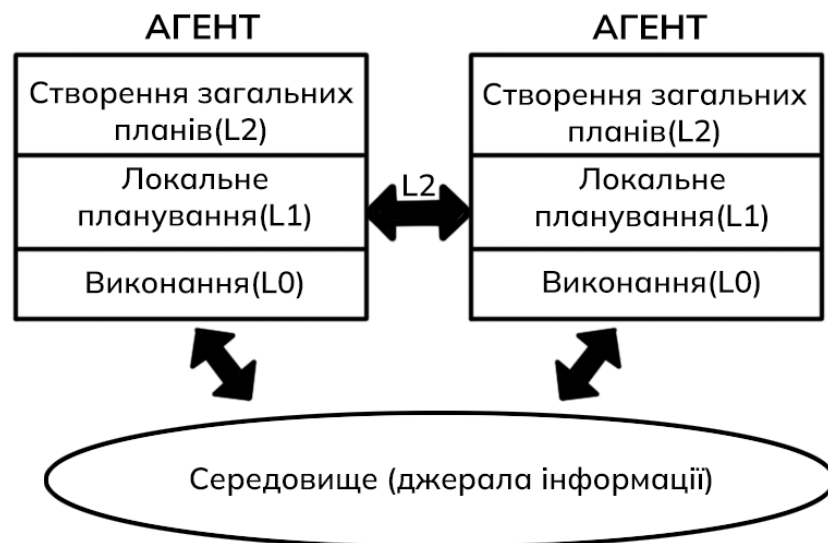 АГЕНТ
Створення загальних
планів(L2)
Локальне
планування(L1)
Виконання(L0)
L2
АГЕНТ
Створення загальних
планів(L2)
Локальне
планування(L1)
Виконання(L0)
Середовище (джерала інформації)